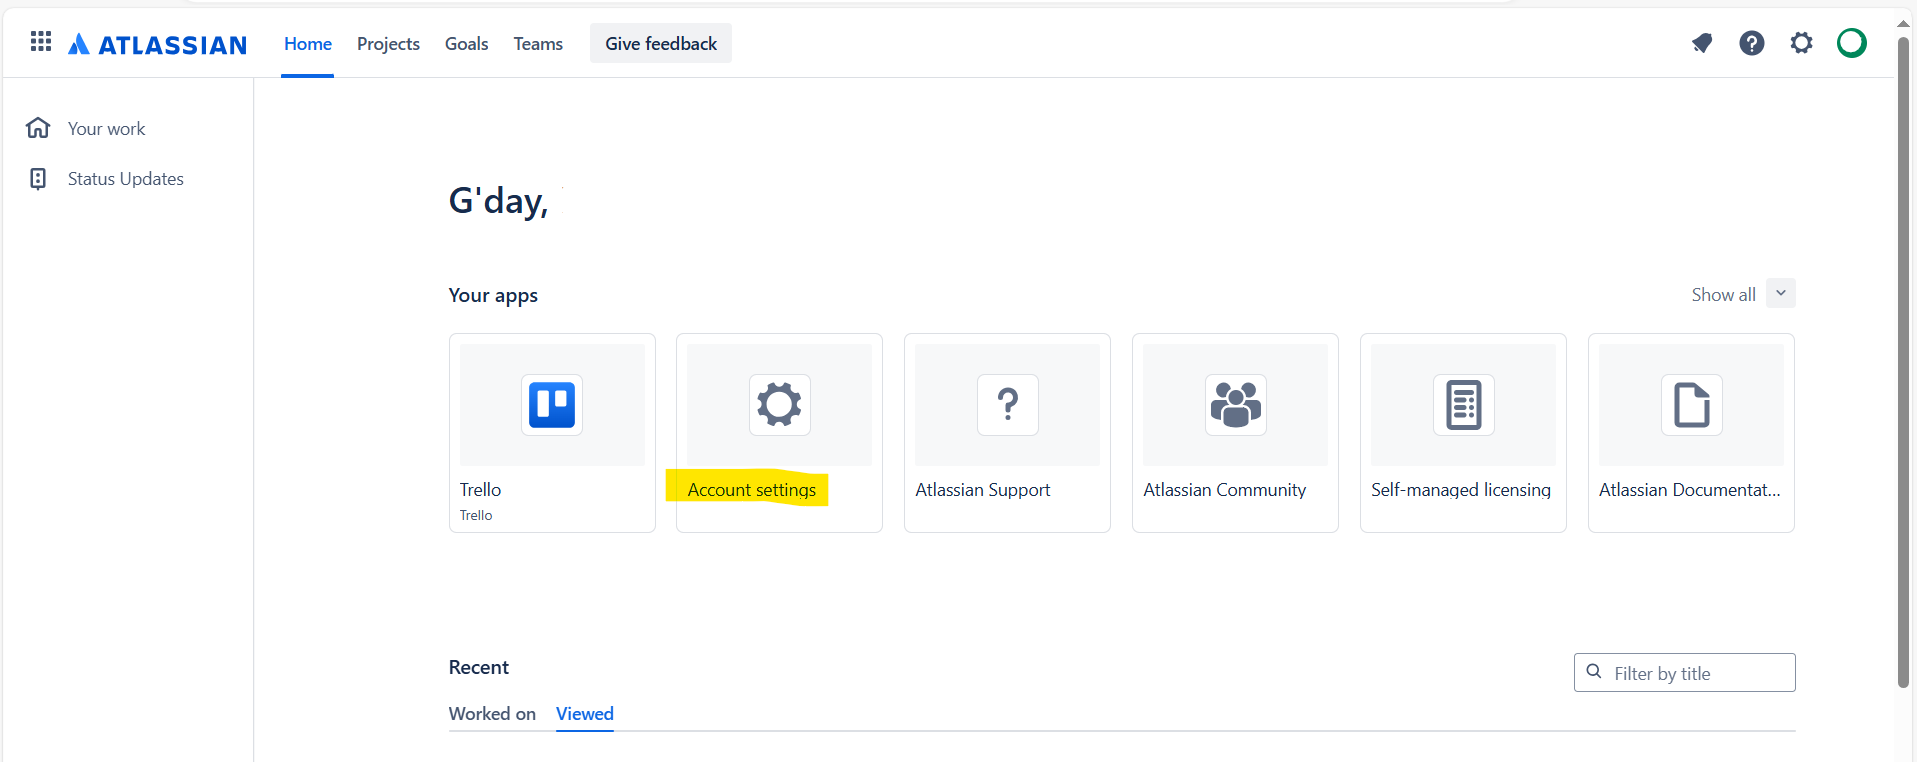 ATLASSIAN Home Projects Goals Teams Give feedback
Your work
Status Updates
G'day,
Your apps
Show all
Trello
Trello
Account settings
Atlassian Support
Atlassian Community
Self-managed licensing
Atlassian Documentat...
Recent
Filter by title
Worked on Viewed